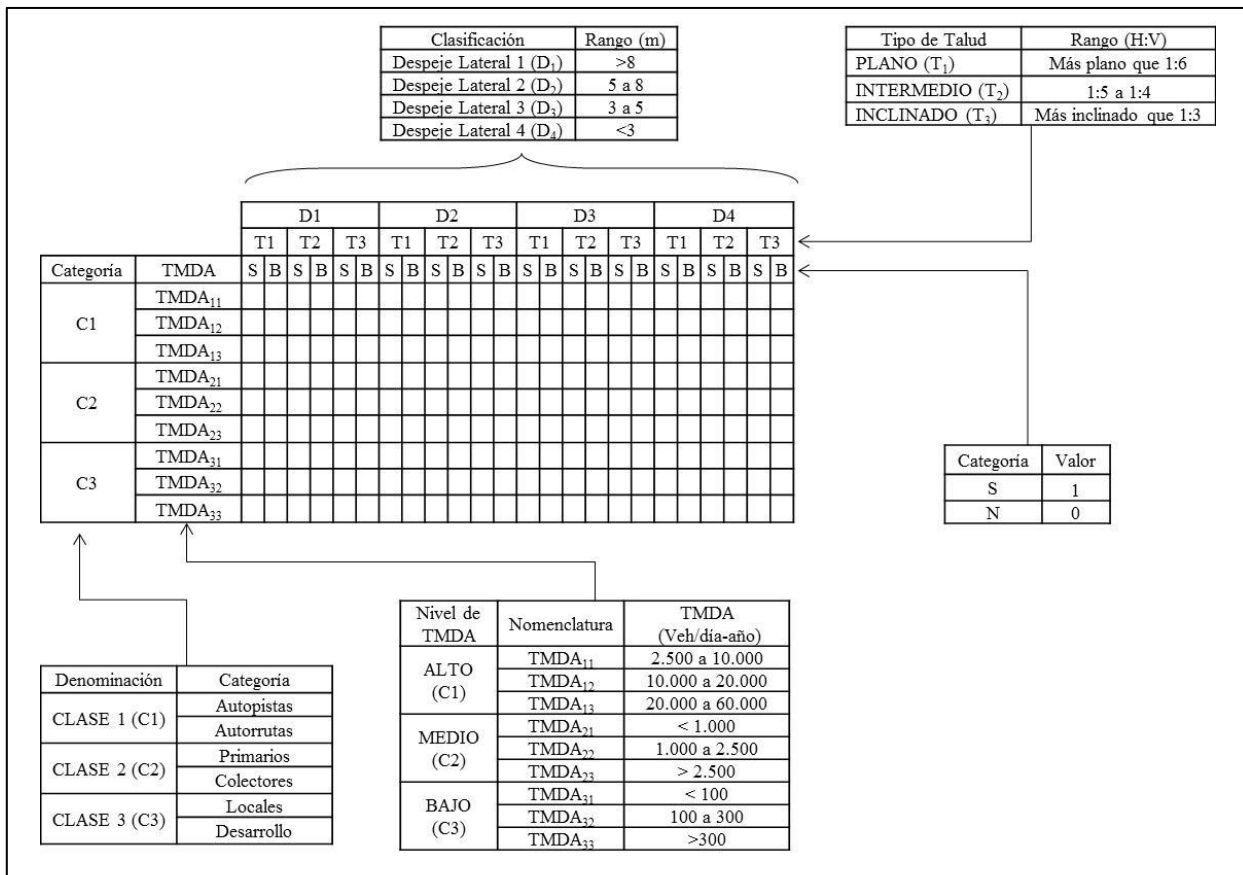 Clasificación Rango (m)
Despeje Lateral 1 (D₁) >8
Despeje Lateral 2 (D₂) 5 a 8
Despeje Lateral 3 (D₃) 3 a 5
Despeje Lateral 4 (D₄) <3
Tipo de Talud Rango (H:V)
PLANO (T₁) Más plano que 1:6
INTERMEDIO (T₂) 1:5 a 1:4
INCLINADO (T₃) Más inclinado que 1:3
D1 D2 D3 D4
T1 T2 T3 T1 T2 T3 T1 T2 T3 T1 T2 T3
Categoría TMDA S B S B S B S B S B S B S B S B S B S B S B S B
C1
TMDA₁₁
TMDA₁₂
TMDA₁₃
C2
TMDA₂₁
TMDA₂₂
TMDA₂₃
C3
TMDA₃₁
TMDA₃₂
TMDA₃₃
Categoría Valor
S 1
N 0
Denominación Categoría
CLASE 1 (C1)
Autopistas
Autorrutas
CLASE 2 (C2)
Primarios
Colectores
CLASE 3 (C3)
Locales
Desarrollo
Nivel de
TMDA
Nomenclatura
TMDA
(Veh/día-año)
ALTO
(C1)
TMDA₁₁ 2.500 a 10.000
TMDA₁₂ 10.000 a 20.000
TMDA₁₃ 20.000 a 60.000
MEDIO
(C2)
TMDA₂₁ < 1.000
TMDA₂₂ 1.000 a 2.500
TMDA₂₃ > 2.500
BAJO
(C3)
TMDA₃₁ < 100
TMDA₃₂ 100 a 300
TMDA₃₃ >300